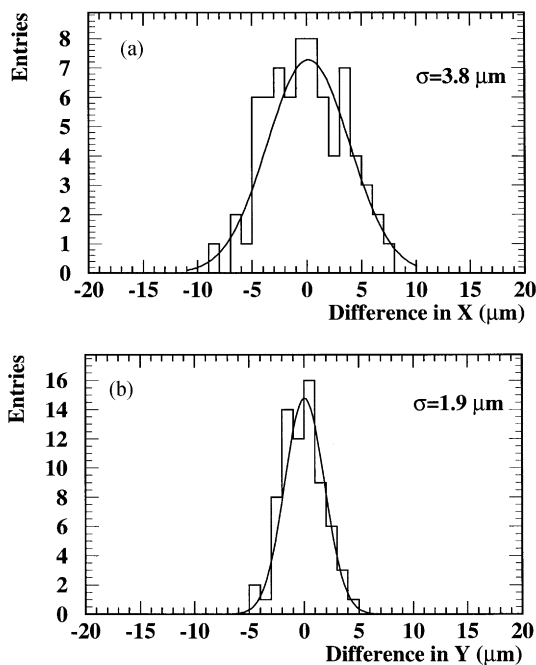 Entries
(a)
σ=3.8 μm
8
7
6
5
4
3
2
1
0
-20 -15 -10 -5 0 5 10 15 20
Difference in X (μm)
Entries
(b)
σ=1.9 μm
16
14
12
10
8
6
4
2
0
-20 -15 -10 -5 0 5 10 15 20
Difference in Y (μm)